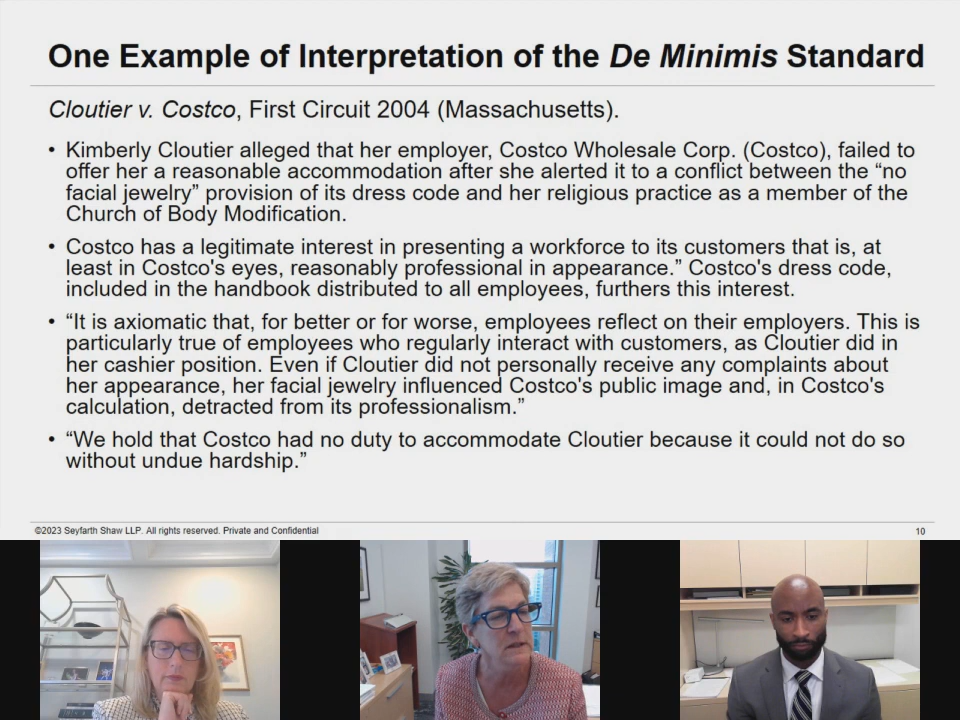 One Example of Interpretation of the De Minimis Standard
Cloutier v. Costco, First Circuit 2004 (Massachusetts).
• Kimberly Cloutier alleged that her employer, Costco Wholesale Corp. (Costco), failed to
offer her a reasonable accommodation after she alerted it to a conflict between the “no
facial jewelry” provision of its dress code and her religious practice as a member of the
Church of Body Modification.
• Costco has a legitimate interest in presenting a workforce to its customers that is, at
least in Costco's eyes, reasonably professional in appearance.” Costco's dress code,
included in the handbook distributed to all employees, furthers this interest.
• “It is axiomatic that, for better or for worse, employees reflect on their employers. This is
particularly true of employees who regularly interact with customers, as Cloutier did in
her cashier position. Even if Cloutier did not personally receive any complaints about
her appearance, her facial jewelry influenced Costco's public image and, in Costco's
calculation, detracted from its professionalism.”
• “We hold that Costco had no duty to accommodate Cloutier because it could not do so
without undue hardship.”
©2023 Seyfarth Shaw LLP. All rights reserved. Private and Confidential
10